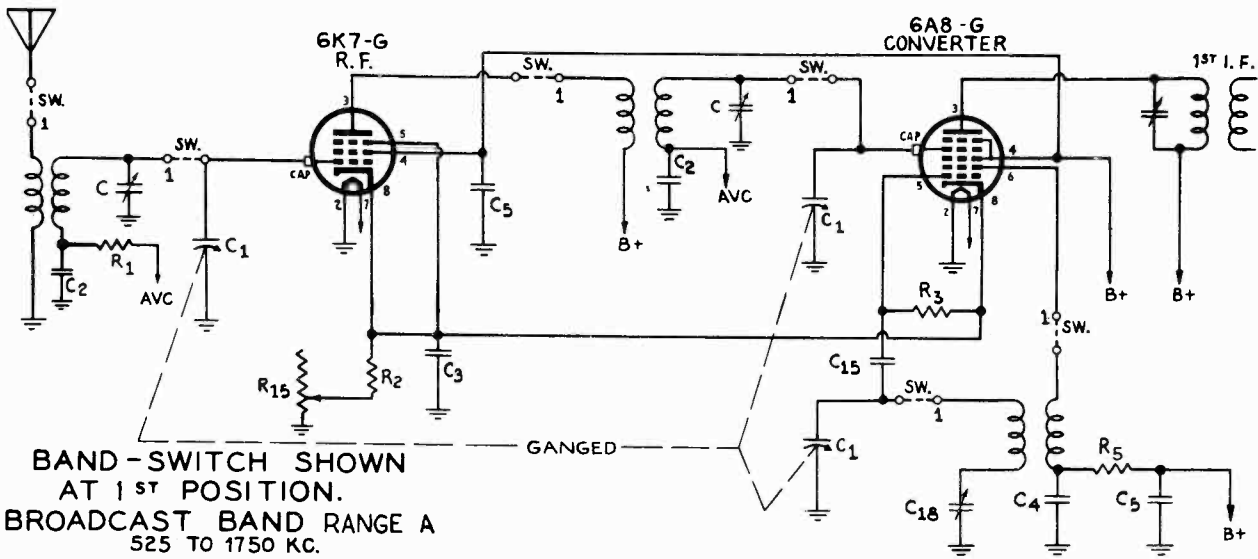 6K7-G
R.F.
6A8-G
CONVERTER
1ST I.F.
SW.
1
SW.
1
C
SW.
1
C1
CAP
3
5
4
8
2
7
C5
SW.
1
B+
C
C2
AVC
SW.
1
C1
CAP
3
4
6
5
8
2
7
B+
B+
R1
C2
AVC
R3
R15
R2
C3
C15
SW.
1
C1
GANGED
1
SW.
C18
C4
R5
C5
B+
BAND-SWITCH SHOWN
AT 1ST POSITION.
BROADCAST BAND RANGE A
525 TO 1750 KC.